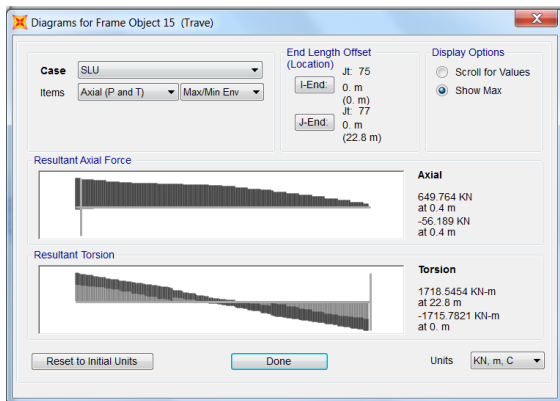 Diagrams for Frame Object 15 (Trave)
X
Case
SLU
Items
Axial (P and T)
Max/Min Env
End Length Offset
(Location)
Jt: 75
I-End:
0. m
(0. m)
Jt: 77
J-End:
0. m
(22.8 m)
Display Options
Scroll for Values
Show Max
Resultant Axial Force
Axial
649.764 KN
at 0.4 m
-56.189 KN
at 0.4 m
Resultant Torsion
Torsion
1718.5454 KN-m
at 22.8 m
-1715.7821 KN-m
at 0. m
Reset to Initial Units
Done
Units
KN, m, C